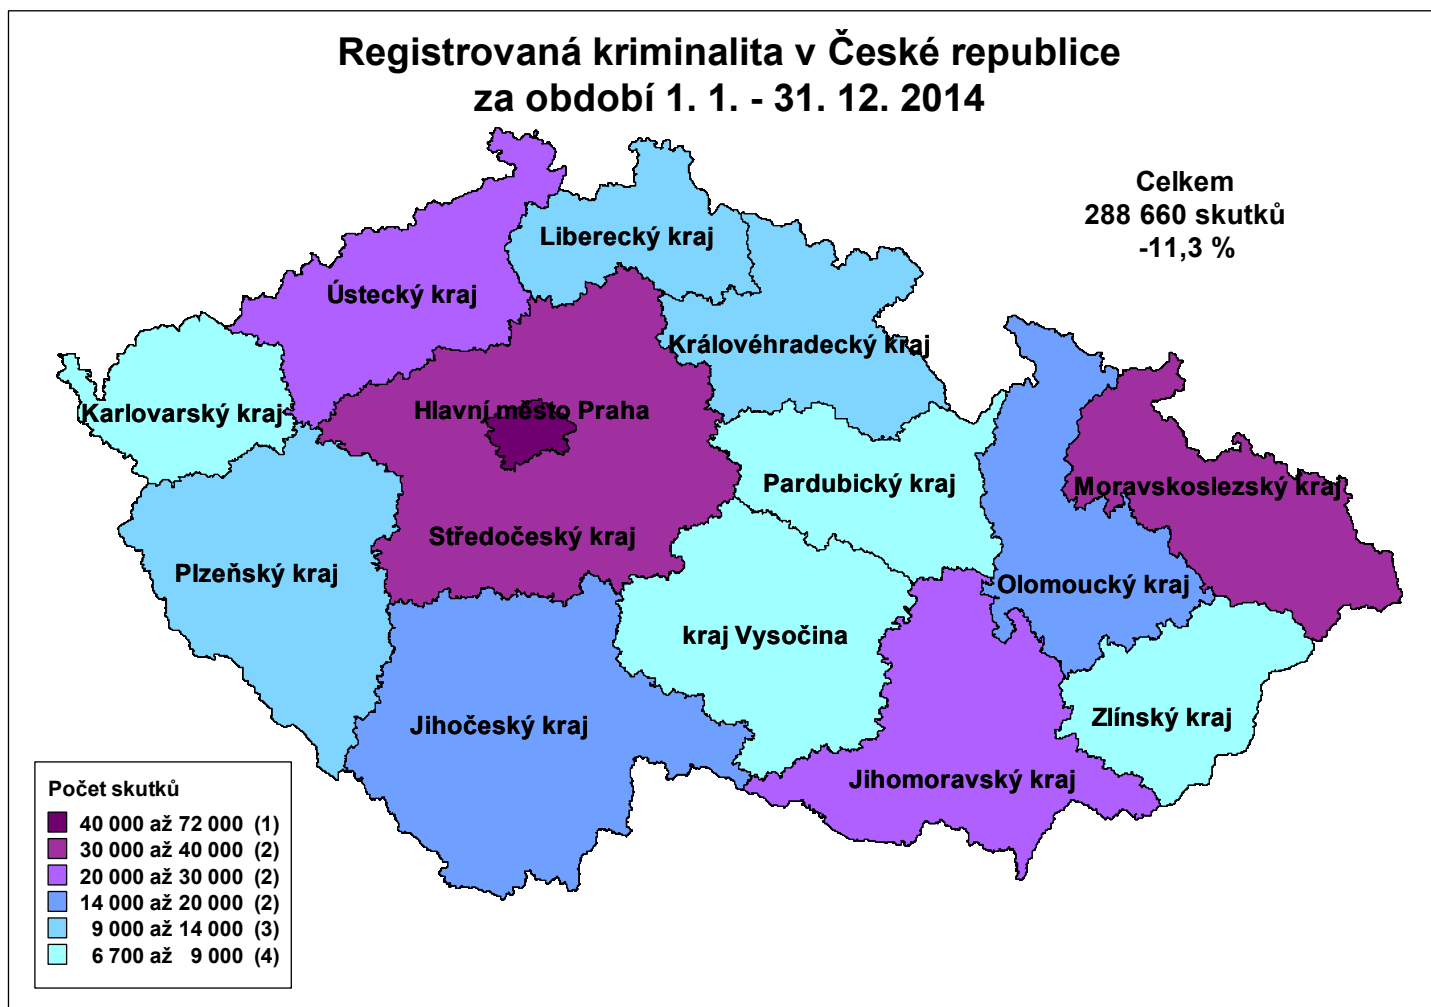 Registrovaná kriminalita v České republice
za období 1. 1. - 31. 12. 2014
Celkem
288 660 skutků
-11,3 %
Liberecký kraj
Ústecký kraj
Královéhradecký kraj
Karlovarský kraj
Hlavní město Praha
Pardubický kraj
Moravskoslezský kraj
Středočeský kraj
Plzeňský kraj
Olomoucký kraj
kraj Vysočina
Zlínský kraj
Jihočeský kraj
Jihomoravský kraj
Počet skutků
40 000 až 72 000 (1)
30 000 až 40 000 (2)
20 000 až 30 000 (2)
14 000 až 20 000 (2)
9 000 až 14 000 (3)
6 700 až 9 000 (4)